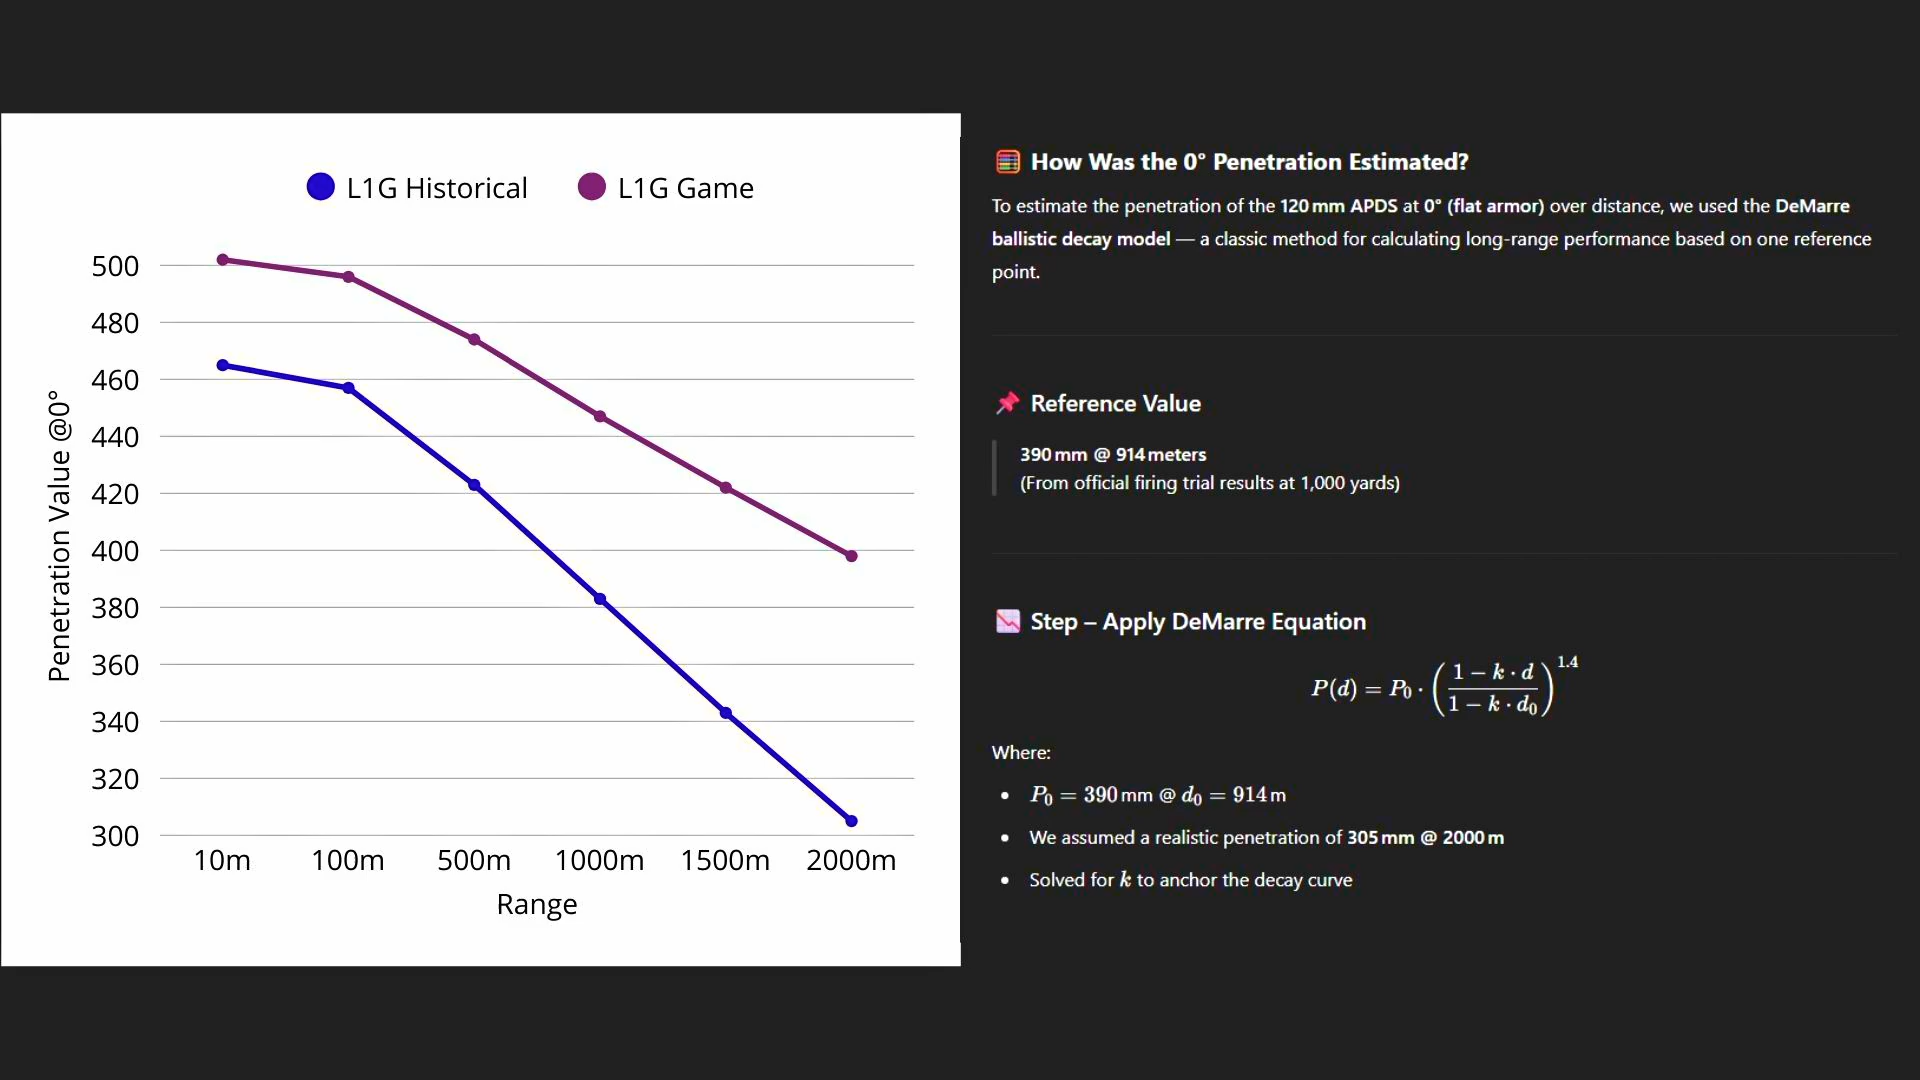 L1G Historical
L1G Game
500
480
460
440
420
400
380
360
340
320
300
Penetration Value @0°
10m 100m 500m 1000m 1500m 2000m
Range
🧮 How Was the 0° Penetration Estimated?
To estimate the penetration of the 120 mm APDS at 0° (flat armor) over distance, we used the DeMarre
ballistic decay model — a classic method for calculating long-range performance based on one reference
point.
📌 Reference Value
390 mm @ 914 meters
(From official firing trial results at 1,000 yards)
📉 Step – Apply DeMarre Equation
P(d) = P₀ · ((1 − k · d) / (1 − k · d₀))^1.4
Where:
• P₀ = 390 mm @ d₀ = 914 m
• We assumed a realistic penetration of 305 mm @ 2000 m
• Solved for k to anchor the decay curve